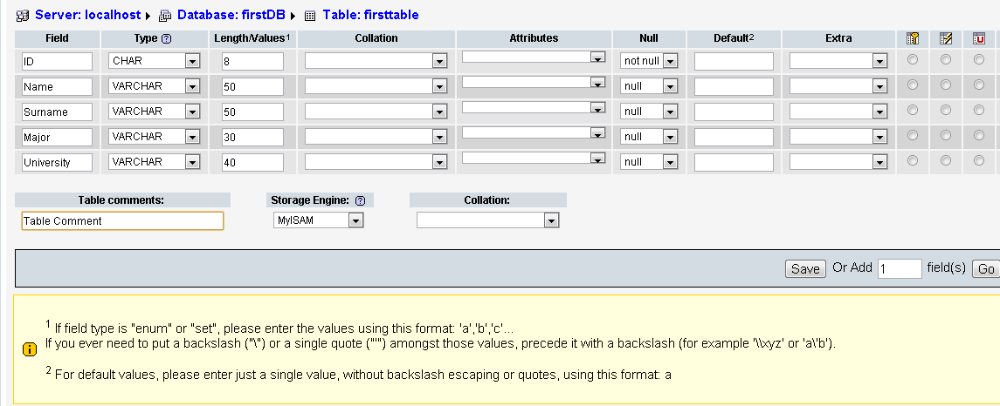 Server: localhost ▸ Database: firstDB ▸ Table: firsttable
Field Type ? Length/Values1 Collation Attributes Null Default2 Extra U
ID CHAR 8 not null
Name VARCHAR 50 null
Surname VARCHAR 50 null
Major VARCHAR 30 null
University VARCHAR 40 null
Table comments: Storage Engine: ? Collation:
Table Comment MyISAM
Save Or Add 1 field(s) Go
1 If field type is "enum" or "set", please enter the values using this format: 'a','b','c'...
If you ever need to put a backslash ("\") or a single quote ("'") amongst those values, precede it with a backslash (for example '\\xyz' or 'a\'b').
2 For default values, please enter just a single value, without backslash escaping or quotes, using this format: a